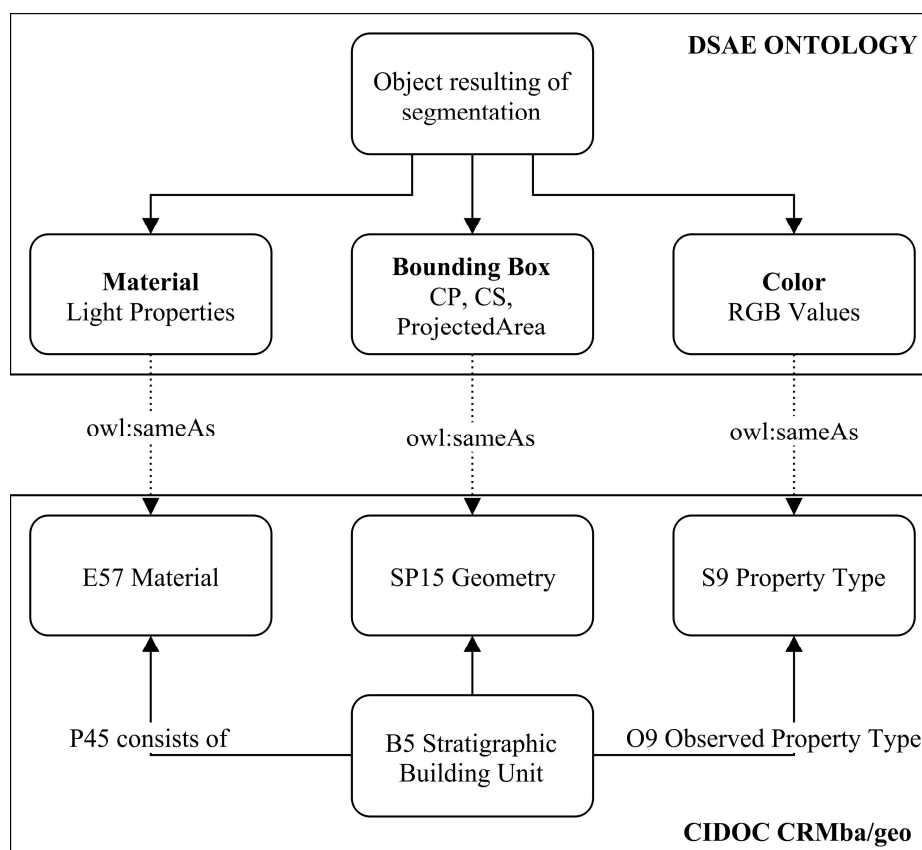 DSAE ONTOLOGY
Object resulting of
segmentation
Material
Light Properties
Bounding Box
CP, CS,
ProjectedArea
Color
RGB Values
owl:sameAs
owl:sameAs
owl:sameAs
E57 Material
SP15 Geometry
S9 Property Type
P45 consists of
B5 Stratigraphic
Building Unit
O9 Observed Property Type
CIDOC CRMba/geo